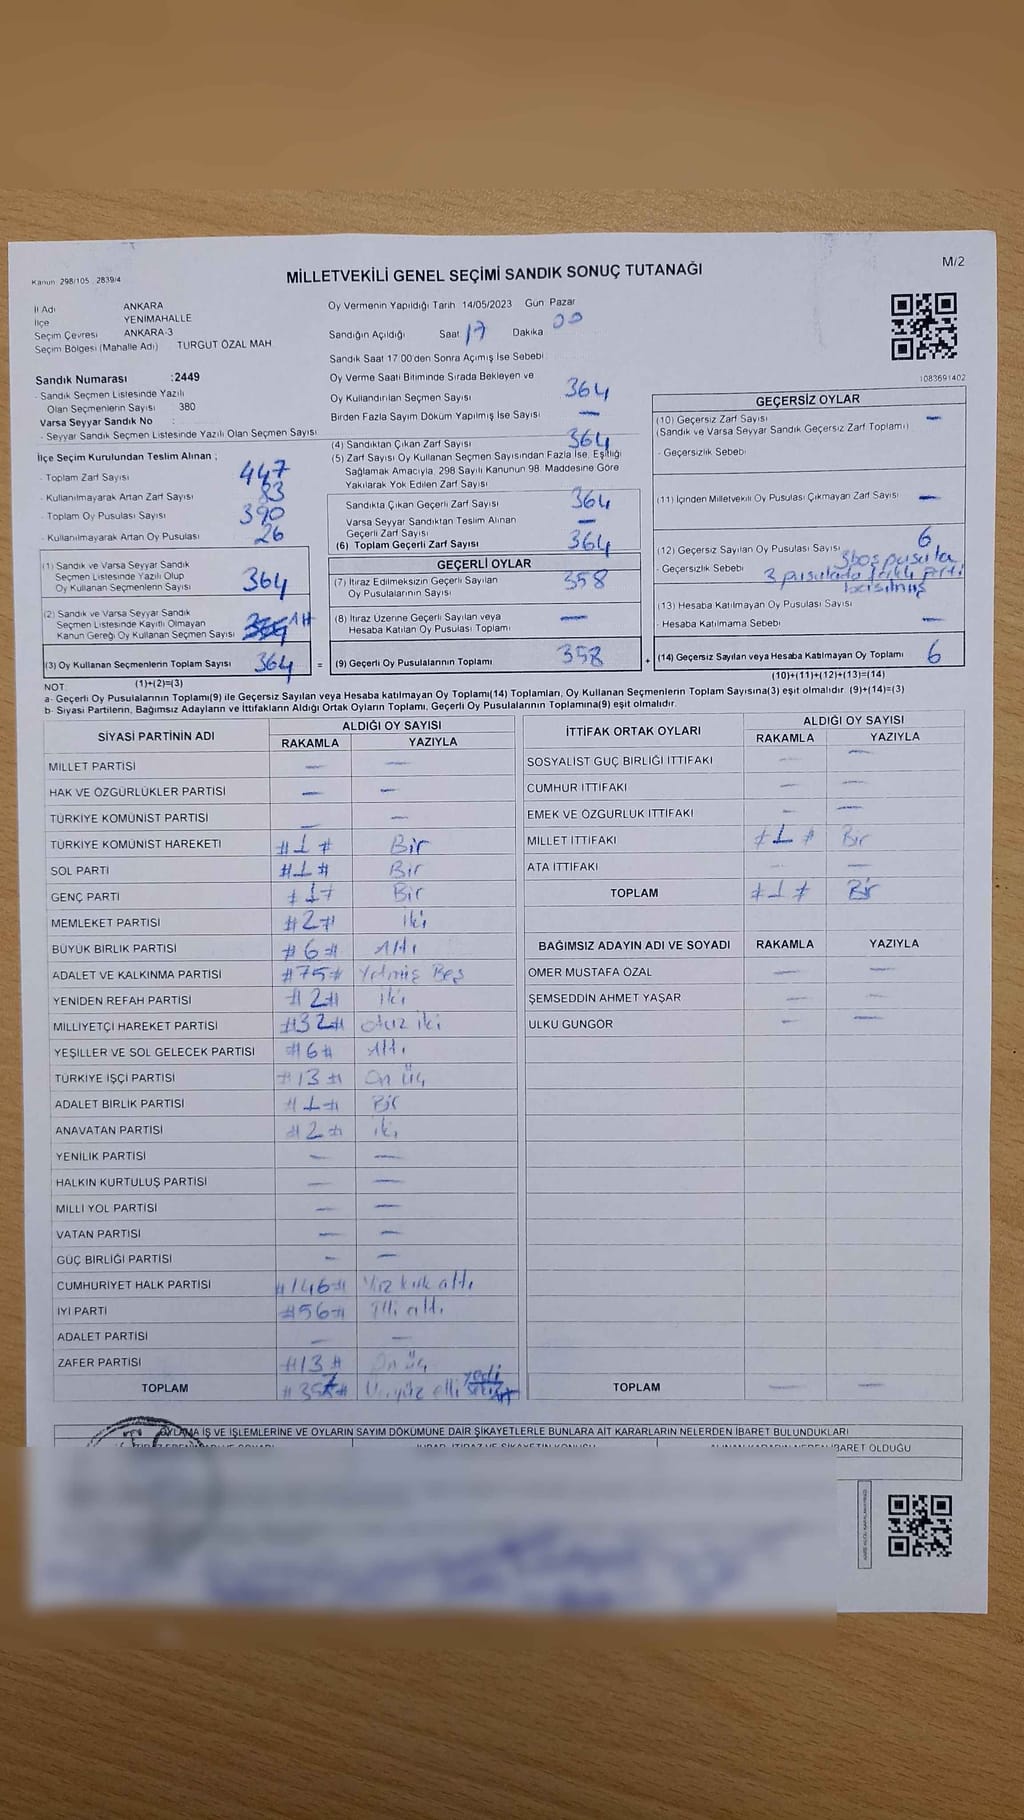 Kanun 298/105 2839/4
MİLLETVEKİLİ GENEL SEÇİMİ SANDIK SONUÇ TUTANAĞI
M/2
İl Adı ANKARA
İlçe YENİMAHALLE
Seçim Çevresi ANKARA-3
Seçim Bölgesi (Mahalle Adı) TURGUT ÖZAL MAH
Sandık Numarası :2449
- Sandık Seçmen Listesinde Yazılı
Olan Seçmenlerin Sayısı : 380
Varsa Seyyar Sandık No :
- Seyyar Sandık Seçmen Listesinde Yazılı Olan Seçmen Sayısı
Oy Vermenin Yapıldığı Tarih 14/05/2023 Gün Pazar
Sandığın Açıldığı Saat 17 Dakika 00
Sandık Saat 17 00'den Sonra Açımış İse Sebebi
Oy Verme Saati Bitiminde Sırada Bekleyen ve
Oy Kullandırılan Seçmen Sayısı 364
Birden Fazla Sayım Döküm Yapılmış İse Sayısı —
1083691402
İlçe Seçim Kurulundan Teslim Alınan ;
- Toplam Zarf Sayısı 447
- Kullanılmayarak Artan Zarf Sayısı 83
- Toplam Oy Pusulası Sayısı 390
- Kullanılmayarak Artan Oy Pusulası 26
(1) Sandık ve Varsa Seyyar Sandık
Seçmen Listesinde Yazılı Olup
Oy Kullanan Seçmenlerin Sayısı 364
(2) Sandık ve Varsa Seyyar Sandık
Seçmen Listesinde Kayıtlı Olmayan
Kanun Gereği Oy Kullanan Seçmen Sayısı
(3) Oy Kullanan Seçmenlerin Toplam Sayısı 364 =
(1)+(2)=(3)
(4) Sandıktan Çıkan Zarf Sayısı 364
(5) Zarf Sayısı Oy Kullanan Seçmen Sayısından Fazla İse, Eşitliği
Sağlamak Amacıyla, 298 Sayılı Kanunun 98. Maddesine Göre
Yakılarak Yok Edilen Zarf Sayısı
Sandıkta Çıkan Geçerli Zarf Sayısı 364
Varsa Seyyar Sandıktan Teslim Alınan
Geçerli Zarf Sayısı —
(6) Toplam Geçerli Zarf Sayısı 364
GEÇERLİ OYLAR
(7) İtiraz Edilmeksizin Geçerli Sayılan
Oy Pusulalarının Sayısı 358
(8) İtiraz Üzerine Geçerli Sayılan veya
Hesaba Katılan Oy Pusulası Toplamı —
(9) Geçerli Oy Pusulalarının Toplamı 358 +
GEÇERSİZ OYLAR
(10) Geçersiz Zarf Sayısı —
(Sandık ve Varsa Seyyar Sandık Geçersiz Zarf Toplamı)
- Geçersizlik Sebebi
(11) İçinden Milletvekili Oy Pusulası Çıkmayan Zarf Sayısı —
(12) Geçersiz Sayılan Oy Pusulası Sayısı 6
- Geçersizlik Sebebi 3 boş pusula
3 pusulada farklı parti
basılmış
(13) Hesaba Katılmayan Oy Pusulası Sayısı
- Hesaba Katılmama Sebebi —
(14) Geçersiz Sayılan veya Hesaba Katılmayan Oy Toplamı 6
(10)+(11)+(12)+(13)=(14)
NOT:
a- Geçerli Oy Pusulalarının Toplamı(9) ile Geçersiz Sayılan veya Hesaba katılmayan Oy Toplamı(14) Toplamları, Oy Kullanan Seçmenlerin Toplam Sayısına(3) eşit olmalıdır. (9)+(14)=(3)
b- Siyasi Partilerin, Bağımsız Adayların ve İttifakların Aldığı Ortak Oyların Toplamı, Geçerli Oy Pusulalarının Toplamına(9) eşit olmalıdır.
SİYASİ PARTİNİN ADI ALDIĞI OY SAYISI
RAKAMLA YAZIYLA
MİLLET PARTİSİ — —
HAK VE ÖZGÜRLÜKLER PARTİSİ — —
TÜRKİYE KOMÜNİST PARTİSİ — —
TÜRKİYE KOMÜNİST HAREKETİ # 1 # Bir
SOL PARTİ # 1 # Bir
GENÇ PARTİ # 1 # Bir
MEMLEKET PARTİSİ # 2 # iki
BÜYÜK BİRLİK PARTİSİ # 6 # Altı
ADALET VE KALKINMA PARTİSİ # 75 # Yetmiş Beş
YENİDEN REFAH PARTİSİ # 2 # iki
MİLLİYETÇİ HAREKET PARTİSİ # 32 # Otuz iki
YEŞİLLER VE SOL GELECEK PARTİSİ # 6 # Altı
TÜRKİYE İŞÇİ PARTİSİ # 13 # On üç
ADALET BİRLİK PARTİSİ # 1 # Bir
ANAVATAN PARTİSİ # 2 # iki
YENİLİK PARTİSİ — —
HALKIN KURTULUŞ PARTİSİ — —
MİLLİ YOL PARTİSİ — —
VATAN PARTİSİ — —
GÜÇ BİRLİĞİ PARTİSİ — —
CUMHURİYET HALK PARTİSİ # 146 # Yüz kırk altı
İYİ PARTİ # 56 # Elli altı
ADALET PARTİSİ — —
ZAFER PARTİSİ # 13 # On üç
TOPLAM # 357 # Üçyüz elli yedi
İTTİFAK ORTAK OYLARI ALDIĞI OY SAYISI
RAKAMLA YAZIYLA
SOSYALİST GÜÇ BİRLİĞİ İTTİFAKI — —
CUMHUR İTTİFAKI — —
EMEK VE ÖZGÜRLÜK İTTİFAKI — —
MİLLET İTTİFAKI # 1 # Bir
ATA İTTİFAKI — —
TOPLAM # 1 # Bir
BAĞIMSIZ ADAYIN ADI VE SOYADI RAKAMLA YAZIYLA
ÖMER MUSTAFA ÖZAL — —
ŞEMSEDDİN AHMET YAŞAR — —
ÜLKÜ GÜNGÖR — —
TOPLAM — —
OYLAMA İŞ VE İŞLEMLERİNE VE OYLARIN SAYIM DÖKÜMÜNE DAİR ŞİKAYETLERLE BUNLARA AİT KARARLARIN NELERDEN İBARET BULUNDUKLARI
İBARET OLDUĞU